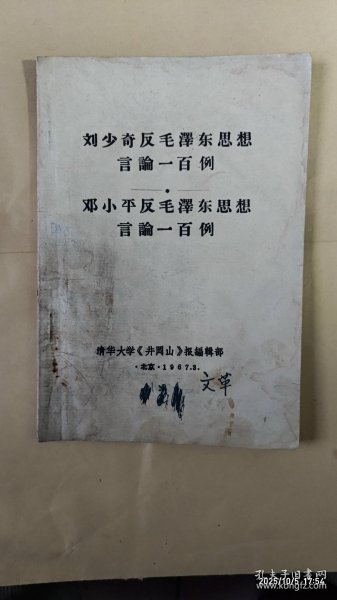 刘少奇反毛澤东思想
言論一百例
邓小平反毛澤东思想
言論一百例
清华大学《井岡山》报編輯部
·北京·1967.3.
文革
孔夫子旧书网
2025/10/5 17:54